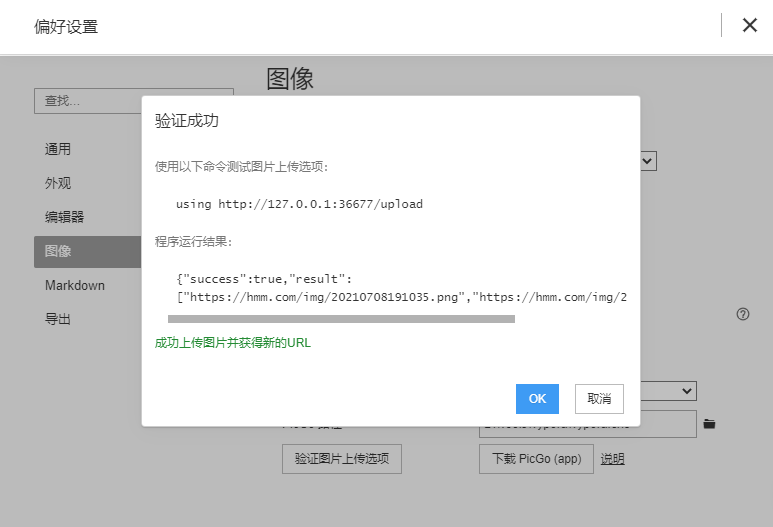 偏好设置
图像
查找...
通用
外观
编辑器
图像
Markdown
导出
验证成功
使用以下命令测试图片上传选项:
using http://127.0.0.1:36677/upload
程序运行结果:
{"success":true,"result":
["https://hmm.com/img/20210708191035.png","https://hmm.com/img/2
成功上传图片并获得新的URL
OK
取消
验证图片上传选项
下载 PicGo (app)
说明